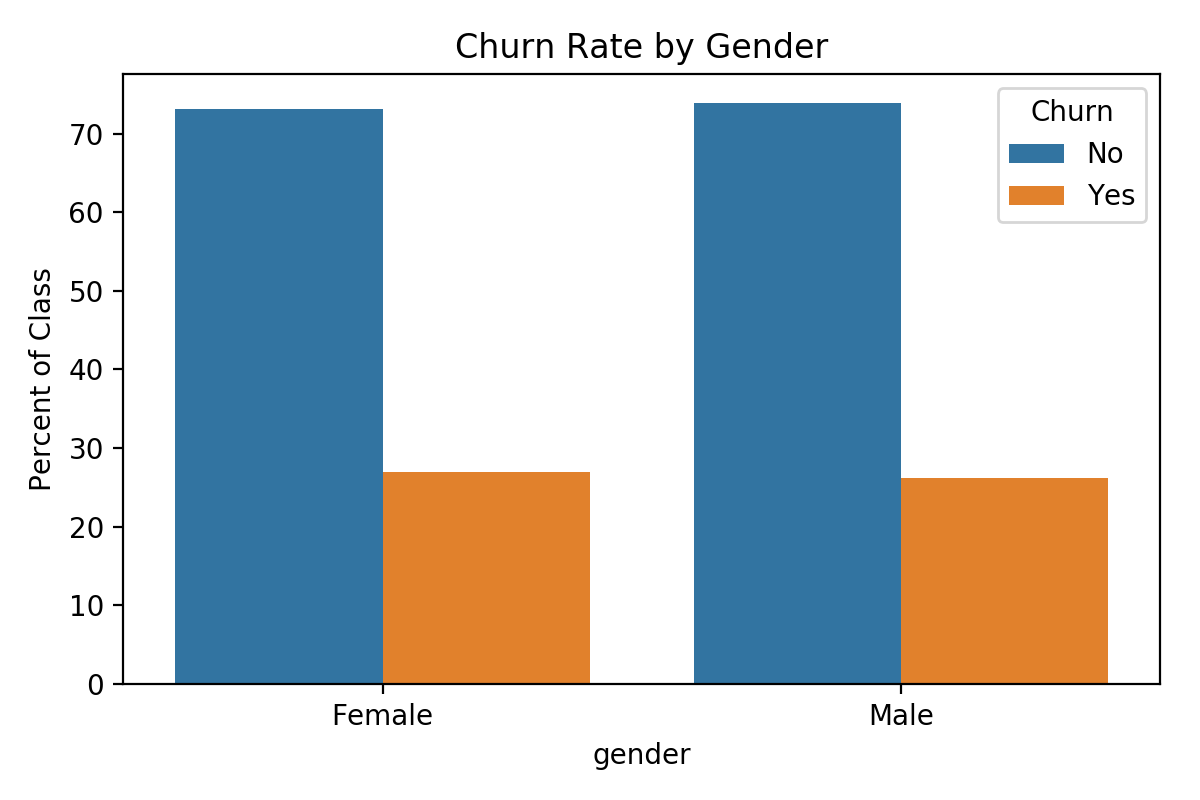 Churn Rate by Gender
Churn
No
Yes
Percent of Class
70
60
50
40
30
20
10
0
Female Male
gender